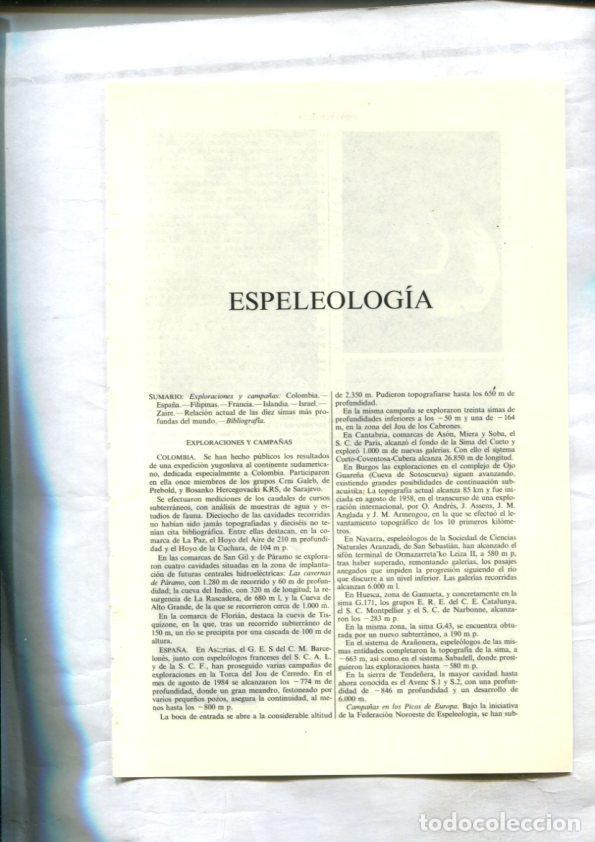 ESPELEOLOGÍA
SUMARIO: Exploraciones y campañas: Colombia.—
España.—Filipinas.—Francia.—Islandia.—Israel.—
Zaire.—Relación actual de las diez simas más pro-
fundas del mundo.—Bibliografía.
EXPLORACIONES Y CAMPAÑAS
COLOMBIA. Se han hecho públicos los resultados
de una expedición yugoslava al continente sudamerica-
no, dedicada especialmente a Colombia. Participaron
en ella once miembros de los grupos Crni Galeb, de
Prebold, y Bosanko Hercegovacki KRS, de Sarajevo.
Se efectuaron mediciones de los caudales de cursos
subterráneos, con análisis de muestras de agua y es-
tudios de fauna. Dieciocho de las cavidades recorridas
no habían sido jamás topografiadas y dieciséis no te-
nían cita bibliográfica. Entre ellas destacan, en la co-
marca de La Paz, el Hoyo del Aire de 210 m profundi-
dad y el Hoyo de la Cuchara, de 104 m p.
En las comarcas de San Gil y de Páramo se explora-
ron cuatro cavidades situadas en la zona de implanta-
ción de futuras centrales hidroeléctricas: Las cavernas
de Páramo, con 1.280 m de recorrido y 60 m de profun-
didad; la cueva del Indio, con 320 m de longitud; la re-
surgencia de La Rascadera, de 680 m l, y la Cueva de
Alto Grande, de la que se recorrieron cerca de 1.000 m.
En la comarca de Florián, destaca la cueva de Tis-
quizone, en la que, tras un recorrido subterráneo de
150 m, un río se precipita por una cascada de 100 m de
altura.
ESPAÑA. En Asturias, el G. E. S. del C. M. Barce-
lonés, junto con espeleólogos franceses del S. C. A. L.
y de la S. C. F., han proseguido varias campañas de
exploraciones en la Torca del Jou de Cerredo. En el
mes de agosto de 1984 se alcanzaron los −774 m de
profundidad, donde un gran meandro, festoneado por
varios pequeños pozos, asegura la continuidad, al me-
nos hasta los −800 m p.
La boca de entrada se abre a la considerable altitud
de 2.350 m. Pudieron topografiarse hasta los 650 m de
profundidad.
En la misma campaña se exploraron treinta simas de
profundidades inferiores a los −50 m y una de −164
m, en la zona del Jou de los Cabrones.
En Cantabria, comarcas de Asón, Miera y Soba, el
S. C. de París, alcanzó el fondo de la Sima del Cueto y
exploró 1.000 m de nuevas galerías. Con ello el sistema
Cueto-Coventosa-Cubera alcanza 26.850 m de longitud.
En Burgos las exploraciones en el complejo de Ojo
Guareña (Cueva de Sotoscueva) siguen avanzando,
existiendo grandes posibilidades de continuación sub-
acuática: La topografía actual alcanza 85 km y fue ini-
ciada en agosto de 1958, en el transcurso de una explo-
ración internacional, por O. Andrés, J. Assens, J. M.
Anglada y J. M. Armengou, en la que se efectuó el le-
vantamiento topográfico de los 10 primeros kilóme-
tros.
En Navarra, espeleólogos de la Sociedad de Ciencias
Naturales Aranzadi, de San Sebastián, han alcanzado el
sifón terminal de Ormazarreta'ko Leiza II, a 580 m p,
tras haber superado, remontando galerías, los pasajes
anegados que impiden la progresión siguiendo el río
que discurre a un nivel inferior. Las galerías recorridas
alcanzan 6.000 m l.
En Huesca, zona de Gamueta, y concretamente en la
sima G.171, los grupos E. R. E. del C. E. Catalunya,
el S. C. Montpellier y el S. C. de Narbonne, alcanza-
ron los −283 m p.
En la misma zona, la sima G.43, se encuentra obtu-
rada por un nuevo subterráneo, a 190 m p.
En el sistema de Arañonera, espeleólogos de las mis-
mas entidades completaron la topografía de la sima, a
−663 m, así como en el sistema Sabadell, donde prosi-
guieron las exploraciones hasta −580 m p.
En la sierra de Tendeñera, la mayor cavidad hasta
ahora conocida es el Avenc S.1 y S.2, con una profun-
didad de −846 m profundidad y un desarrollo de
6.000 m.
Campañas en los Picos de Europa. Bajo la iniciativa
de la Federación Noroeste de Espeleología, se han sub-
todocoleccion